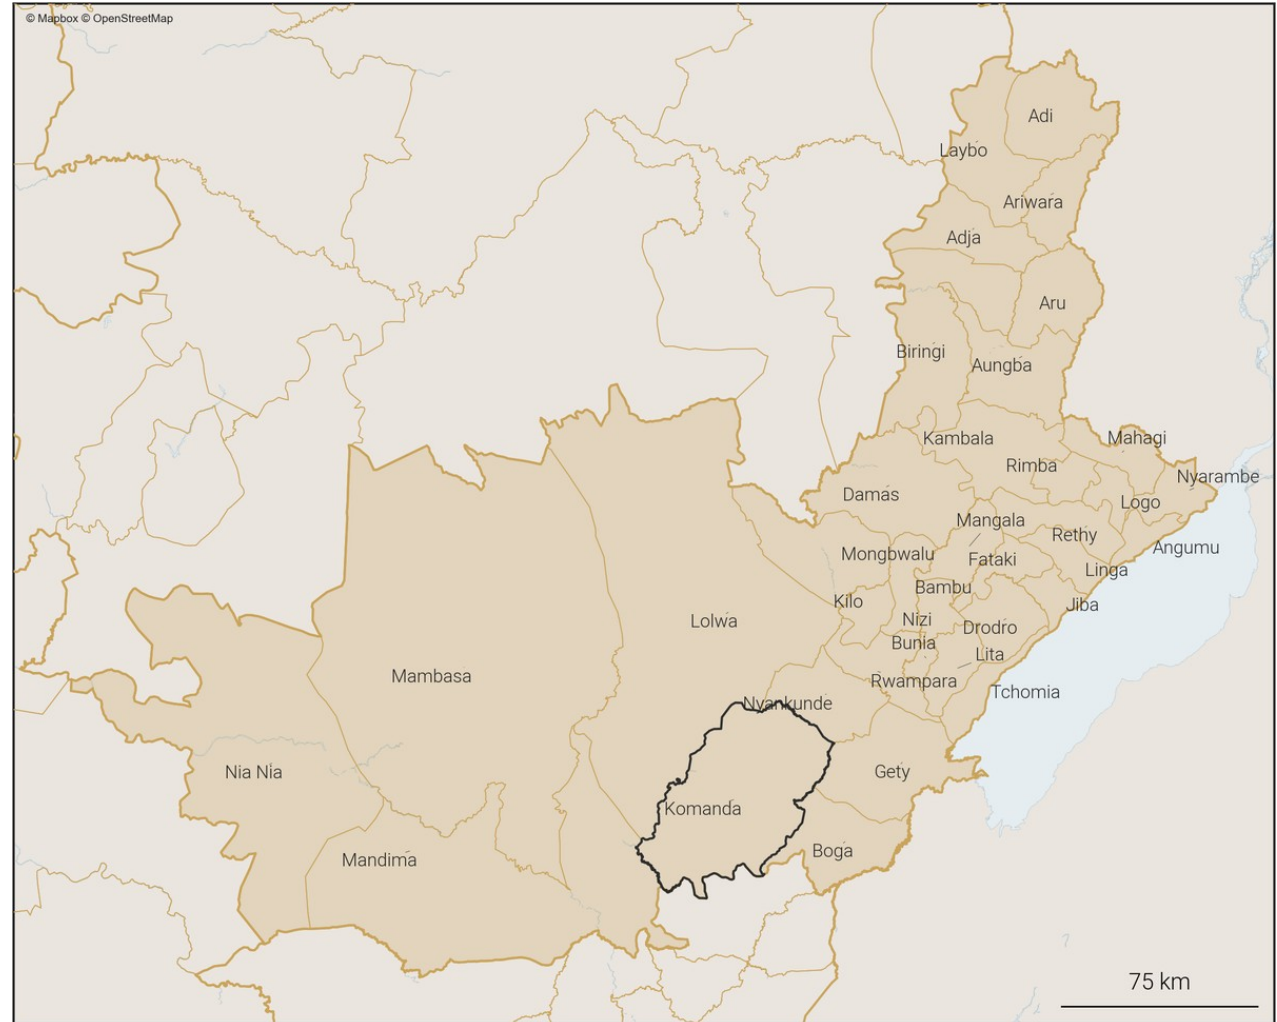 © Mapbox © OpenStreetMap
Adi
Laybo
Ariwara
Adja
Aru
Biringi
Aungba
Kambala
Mahagi
Rimba
Nyarambe
Damas
Logo
Mangala
Rethy
Angumu
Mongbwalu
Fataki
Linga
Bambu
Kilo
Jiba
Nizi
Lolwa
Drodro
Bunia
Lita
Mambasa
Rwampara
Tchomia
Nyankunde
Nia Nia
Gety
Komanda
Boga
Mandima
75 km